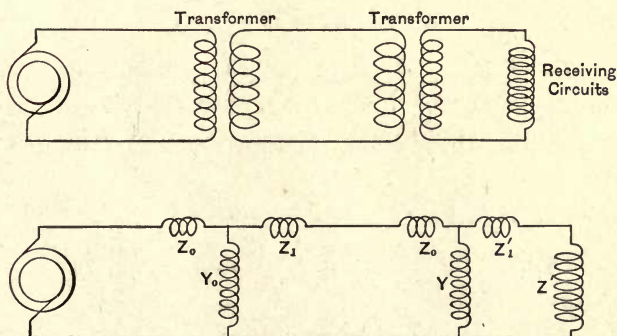 Transformer Transformer
Receiving
Circuits
Z₀ Z₁ Z₀ Z₁′
Y₀ Y Z